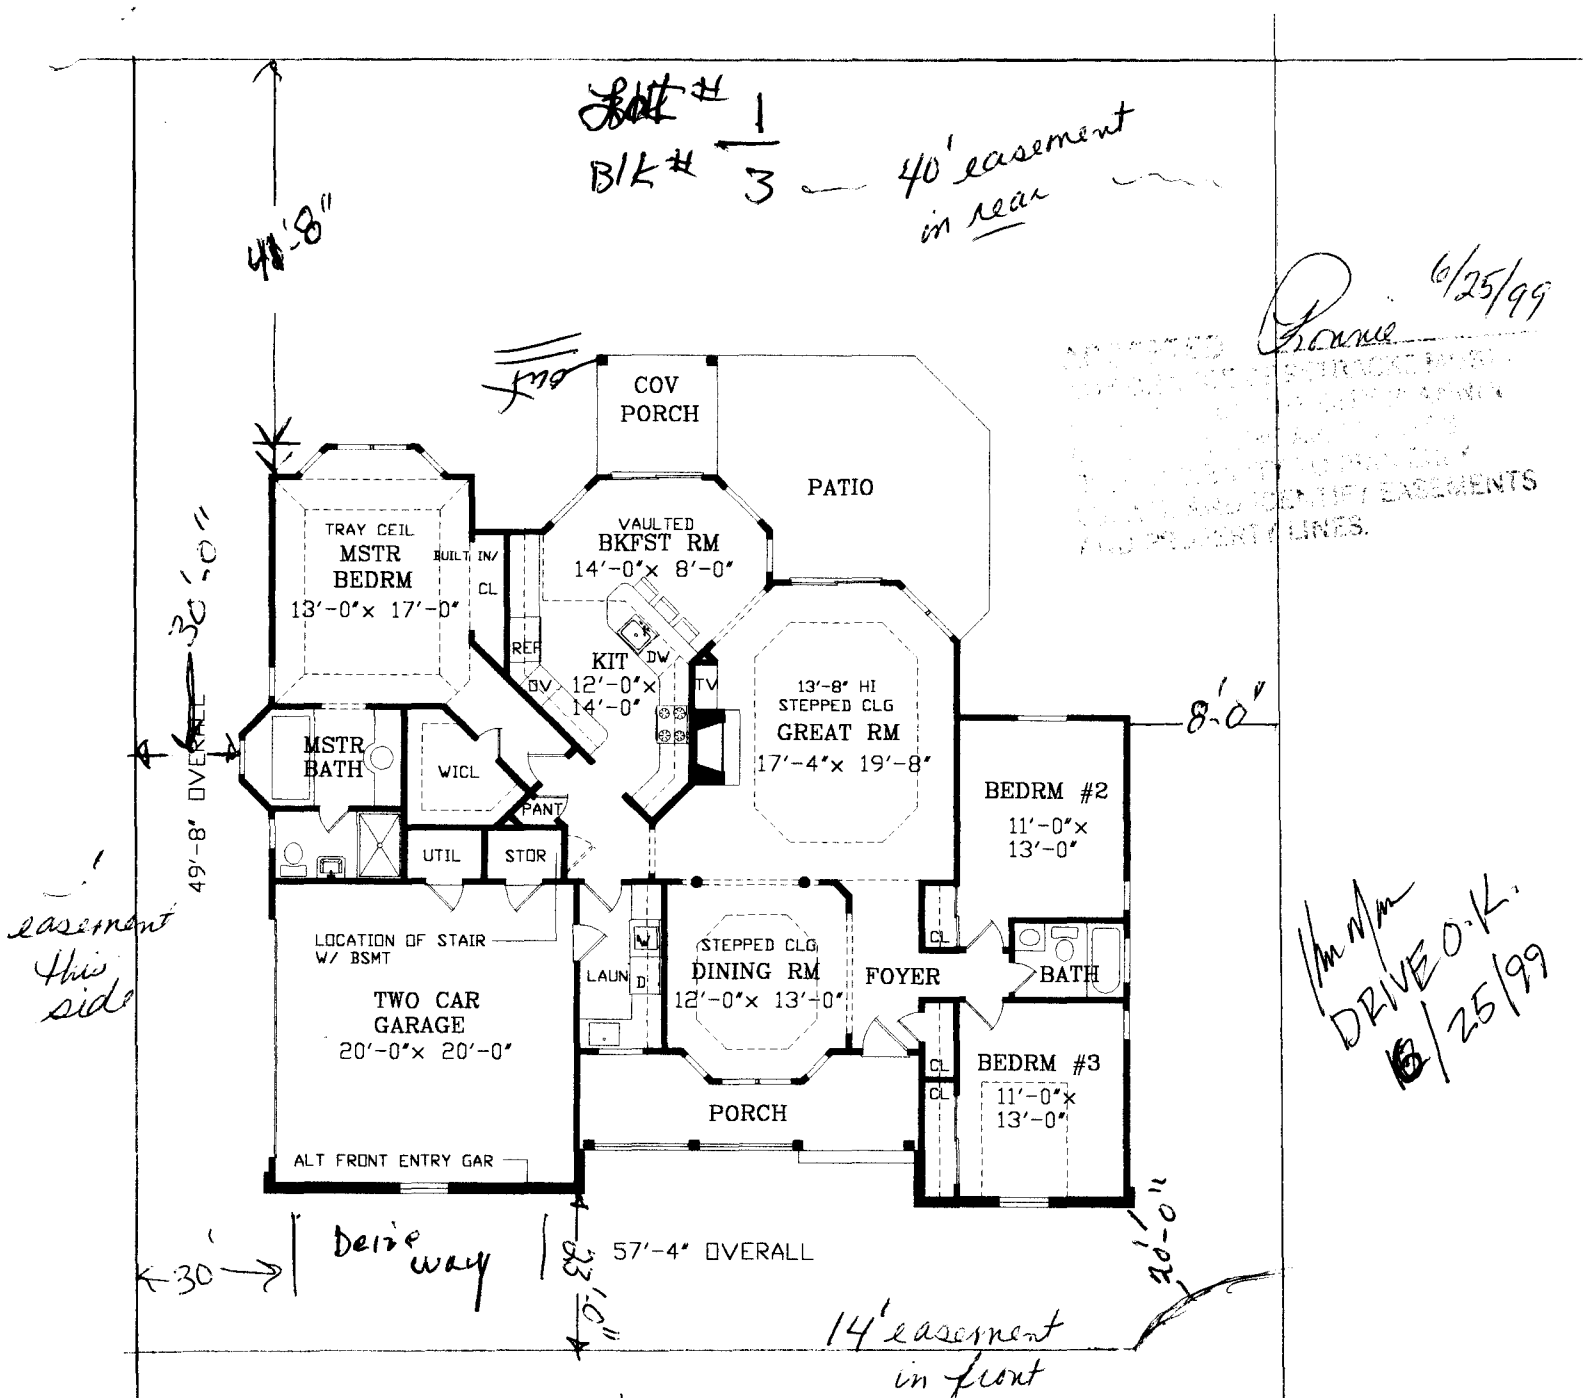 Lot # 1
Blk # 3
40' easement
in rear
41'-8"
Ronnie
6/25/99
EASEMENTS
PROPERTY LINES.
COV
PORCH
PATIO
TRAY CEIL
MSTR
BEDRM
13'-0"x 17'-0"
BUILT IN/
CL
VAULTED
BKFST RM
14'-0"x 8'-0"
30'-0"
REF
OV
KIT
12'-0"x
14'-0"
DW
TV
13'-8" HI
STEPPED CLG
GREAT RM
17'-4"x 19'-8"
8'-0"
MSTR
BATH
WICL
PANT
49'-8" OVERALL
BEDRM #2
11'-0"x
13'-0"
UTIL
STOR
easement
this
side
LOCATION OF STAIR
W/ BSMT
TWO CAR
GARAGE
20'-0"x 20'-0"
W
D
LAUN
STEPPED CLG
DINING RM
12'-0"x 13'-0"
FOYER
CL
BATH
DRIVE O.K.
6/25/99
CL
CL
BEDRM #3
11'-0"x
13'-0"
PORCH
ALT FRONT ENTRY GAR
30'
Drive
way
23'-0"
57'-4" OVERALL
20'-0"
14' easement
in front